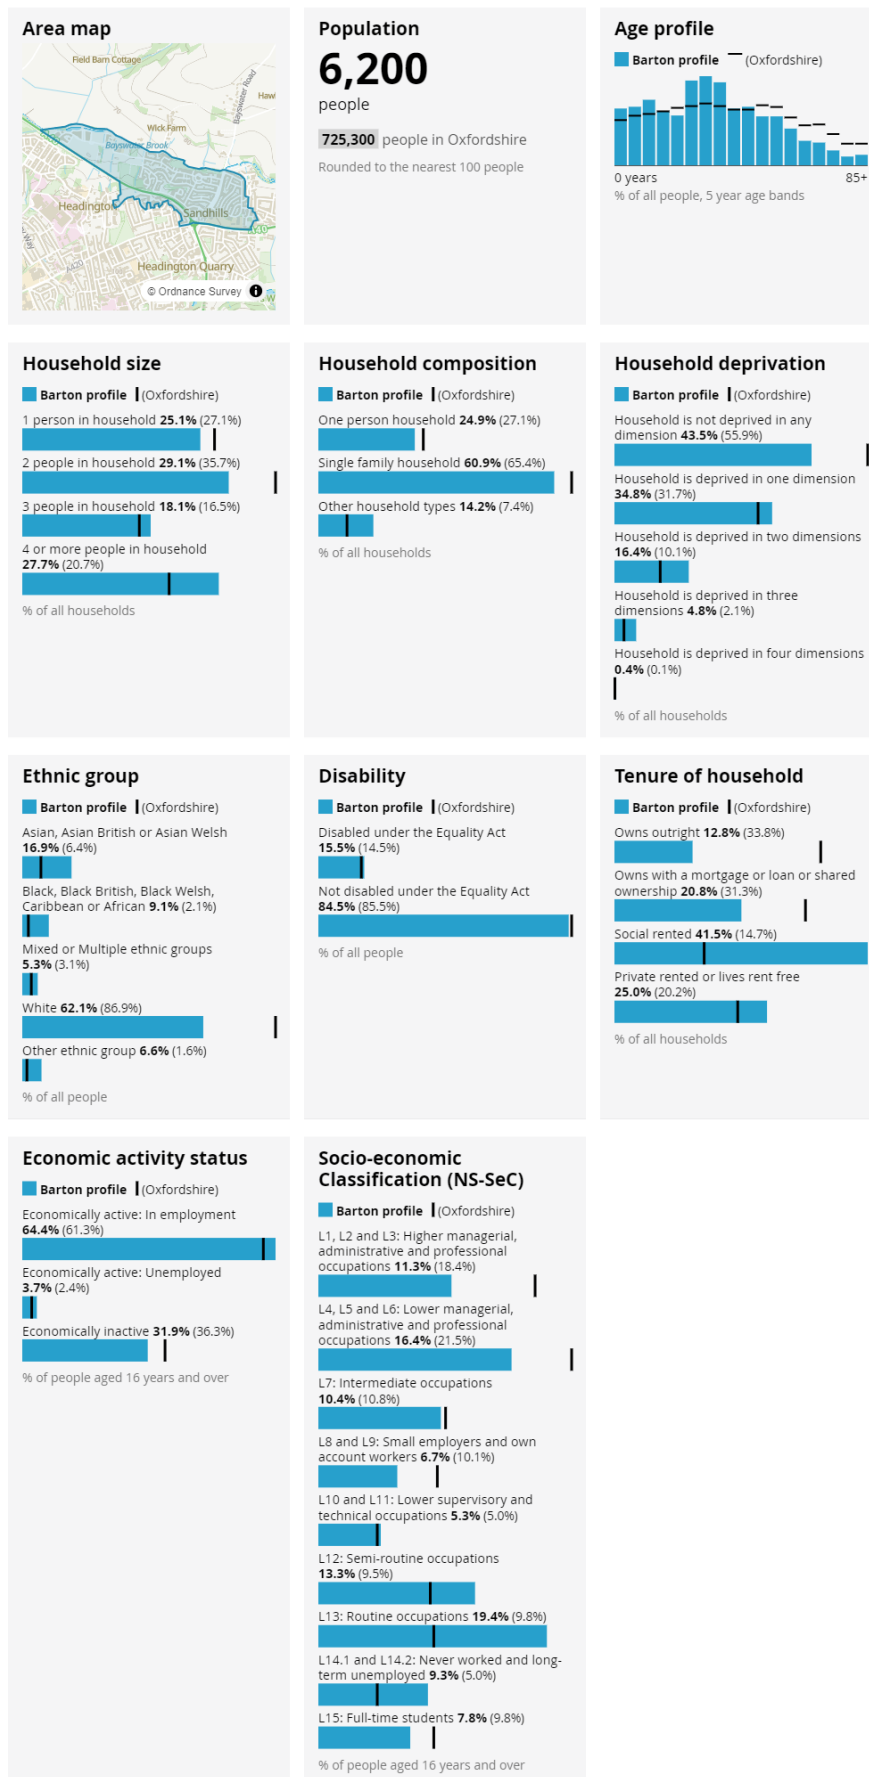 Area map
Field Barn Cottage
Bayswater Road
Wick Farm
Bayswater Brook
Headington
Sandhills
A40
A420
Headington Quarry
© Ordnance Survey
Population
6,200
people
725,300 people in Oxfordshire
Rounded to the nearest 100 people
Age profile
Barton profile (Oxfordshire)
0 years 85+
% of all people, 5 year age bands
Household size
Barton profile (Oxfordshire)
1 person in household 25.1% (27.1%)
2 people in household 29.1% (35.7%)
3 people in household 18.1% (16.5%)
4 or more people in household
27.7% (20.7%)
% of all households
Household composition
Barton profile (Oxfordshire)
One person household 24.9% (27.1%)
Single family household 60.9% (65.4%)
Other household types 14.2% (7.4%)
% of all households
Household deprivation
Barton profile (Oxfordshire)
Household is not deprived in any
dimension 43.5% (55.9%)
Household is deprived in one dimension
34.8% (31.7%)
Household is deprived in two dimensions
16.4% (10.1%)
Household is deprived in three
dimensions 4.8% (2.1%)
Household is deprived in four dimensions
0.4% (0.1%)
% of all households
Ethnic group
Barton profile (Oxfordshire)
Asian, Asian British or Asian Welsh
16.9% (6.4%)
Black, Black British, Black Welsh,
Caribbean or African 9.1% (2.1%)
Mixed or Multiple ethnic groups
5.3% (3.1%)
White 62.1% (86.9%)
Other ethnic group 6.6% (1.6%)
% of all people
Disability
Barton profile (Oxfordshire)
Disabled under the Equality Act
15.5% (14.5%)
Not disabled under the Equality Act
84.5% (85.5%)
% of all people
Tenure of household
Barton profile (Oxfordshire)
Owns outright 12.8% (33.8%)
Owns with a mortgage or loan or shared
ownership 20.8% (31.3%)
Social rented 41.5% (14.7%)
Private rented or lives rent free
25.0% (20.2%)
% of all households
Economic activity status
Barton profile (Oxfordshire)
Economically active: In employment
64.4% (61.3%)
Economically active: Unemployed
3.7% (2.4%)
Economically inactive 31.9% (36.3%)
% of people aged 16 years and over
Socio-economic
Classification (NS-SeC)
Barton profile (Oxfordshire)
L1, L2 and L3: Higher managerial,
administrative and professional
occupations 11.3% (18.4%)
L4, L5 and L6: Lower managerial,
administrative and professional
occupations 16.4% (21.5%)
L7: Intermediate occupations
10.4% (10.8%)
L8 and L9: Small employers and own
account workers 6.7% (10.1%)
L10 and L11: Lower supervisory and
technical occupations 5.3% (5.0%)
L12: Semi-routine occupations
13.3% (9.5%)
L13: Routine occupations 19.4% (9.8%)
L14.1 and L14.2: Never worked and long-
term unemployed 9.3% (5.0%)
L15: Full-time students 7.8% (9.8%)
% of people aged 16 years and over